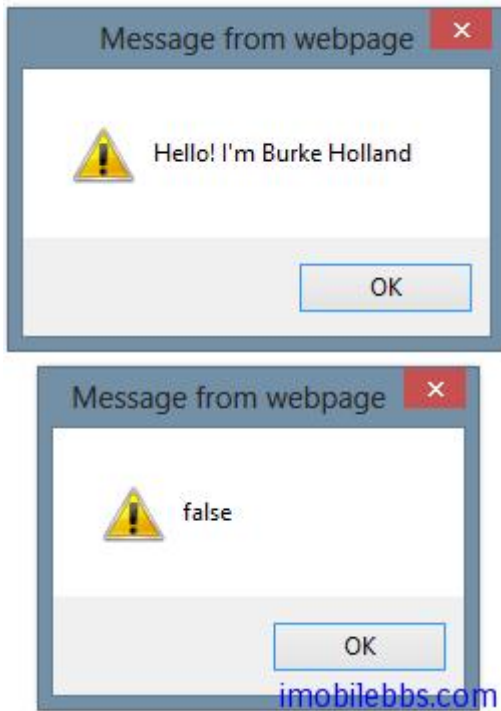 Message from webpage
Hello! I'm Burke Holland
OK
Message from webpage
false
OK
imobilebbs.com